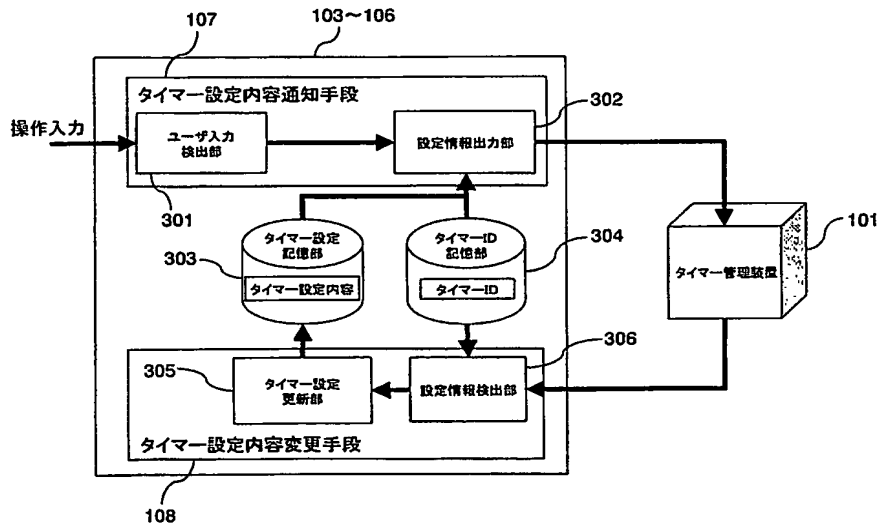 103〜106
107
タイマー設定内容通知手段
302
操作入力
ユーザ入力
検出部
設定情報出力部
301
タイマー設定
記憶部
タイマーID
記憶部
304
101
303
タイマー設定内容
タイマーID
タイマー管理装置
306
305
タイマー設定
更新部
設定情報検出部
タイマー設定内容変更手段
108